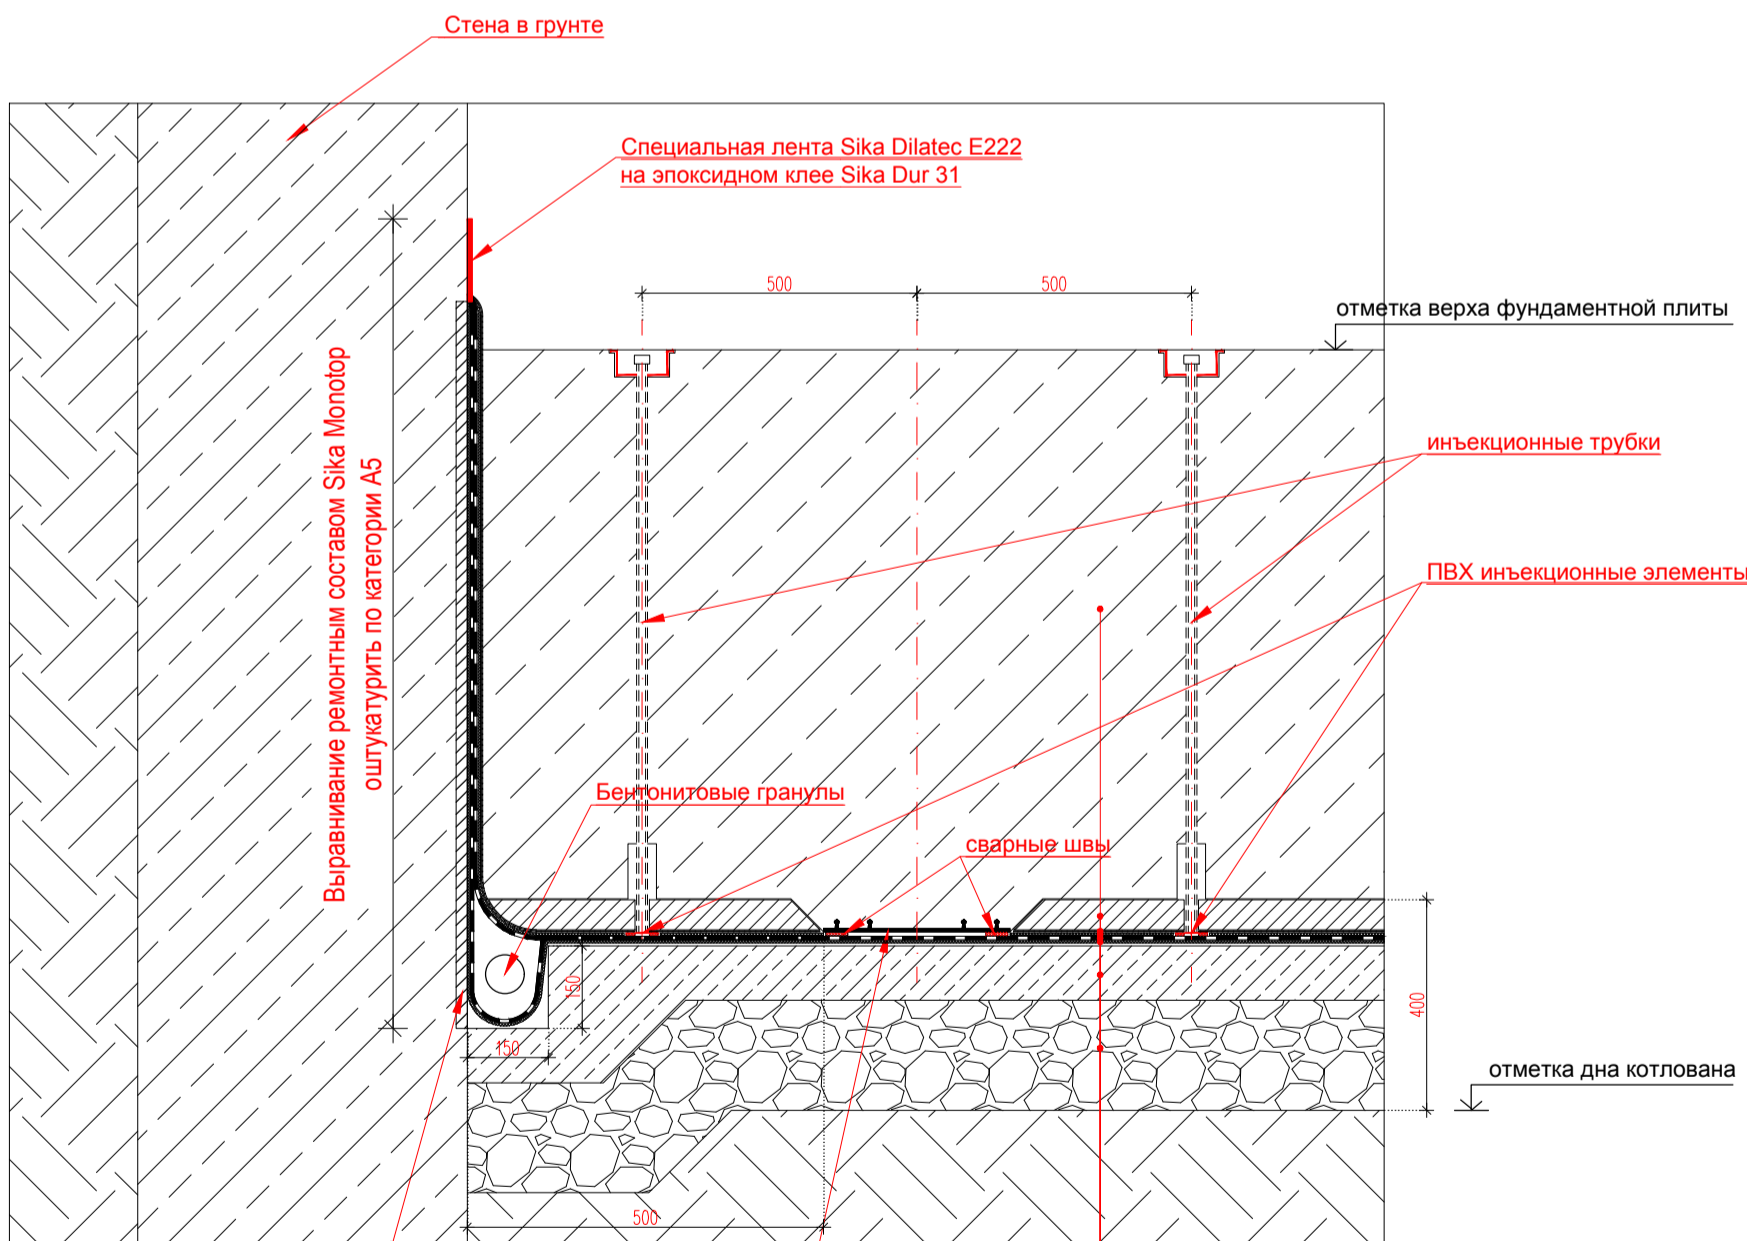 Стена в грунте
Специальная лента Sika Dilatec E222
на эпоксидном клее Sika Dur 31
500
500
отметка верха фундаментной плиты
Выравнивание ремонтным составом Sika Monotop
оштукатурить по категории А5
инъекционные трубки
ПВХ инъекционные элементы
Бентонитовые гранулы
сварные швы
150
150
400
отметка дна котлована
500